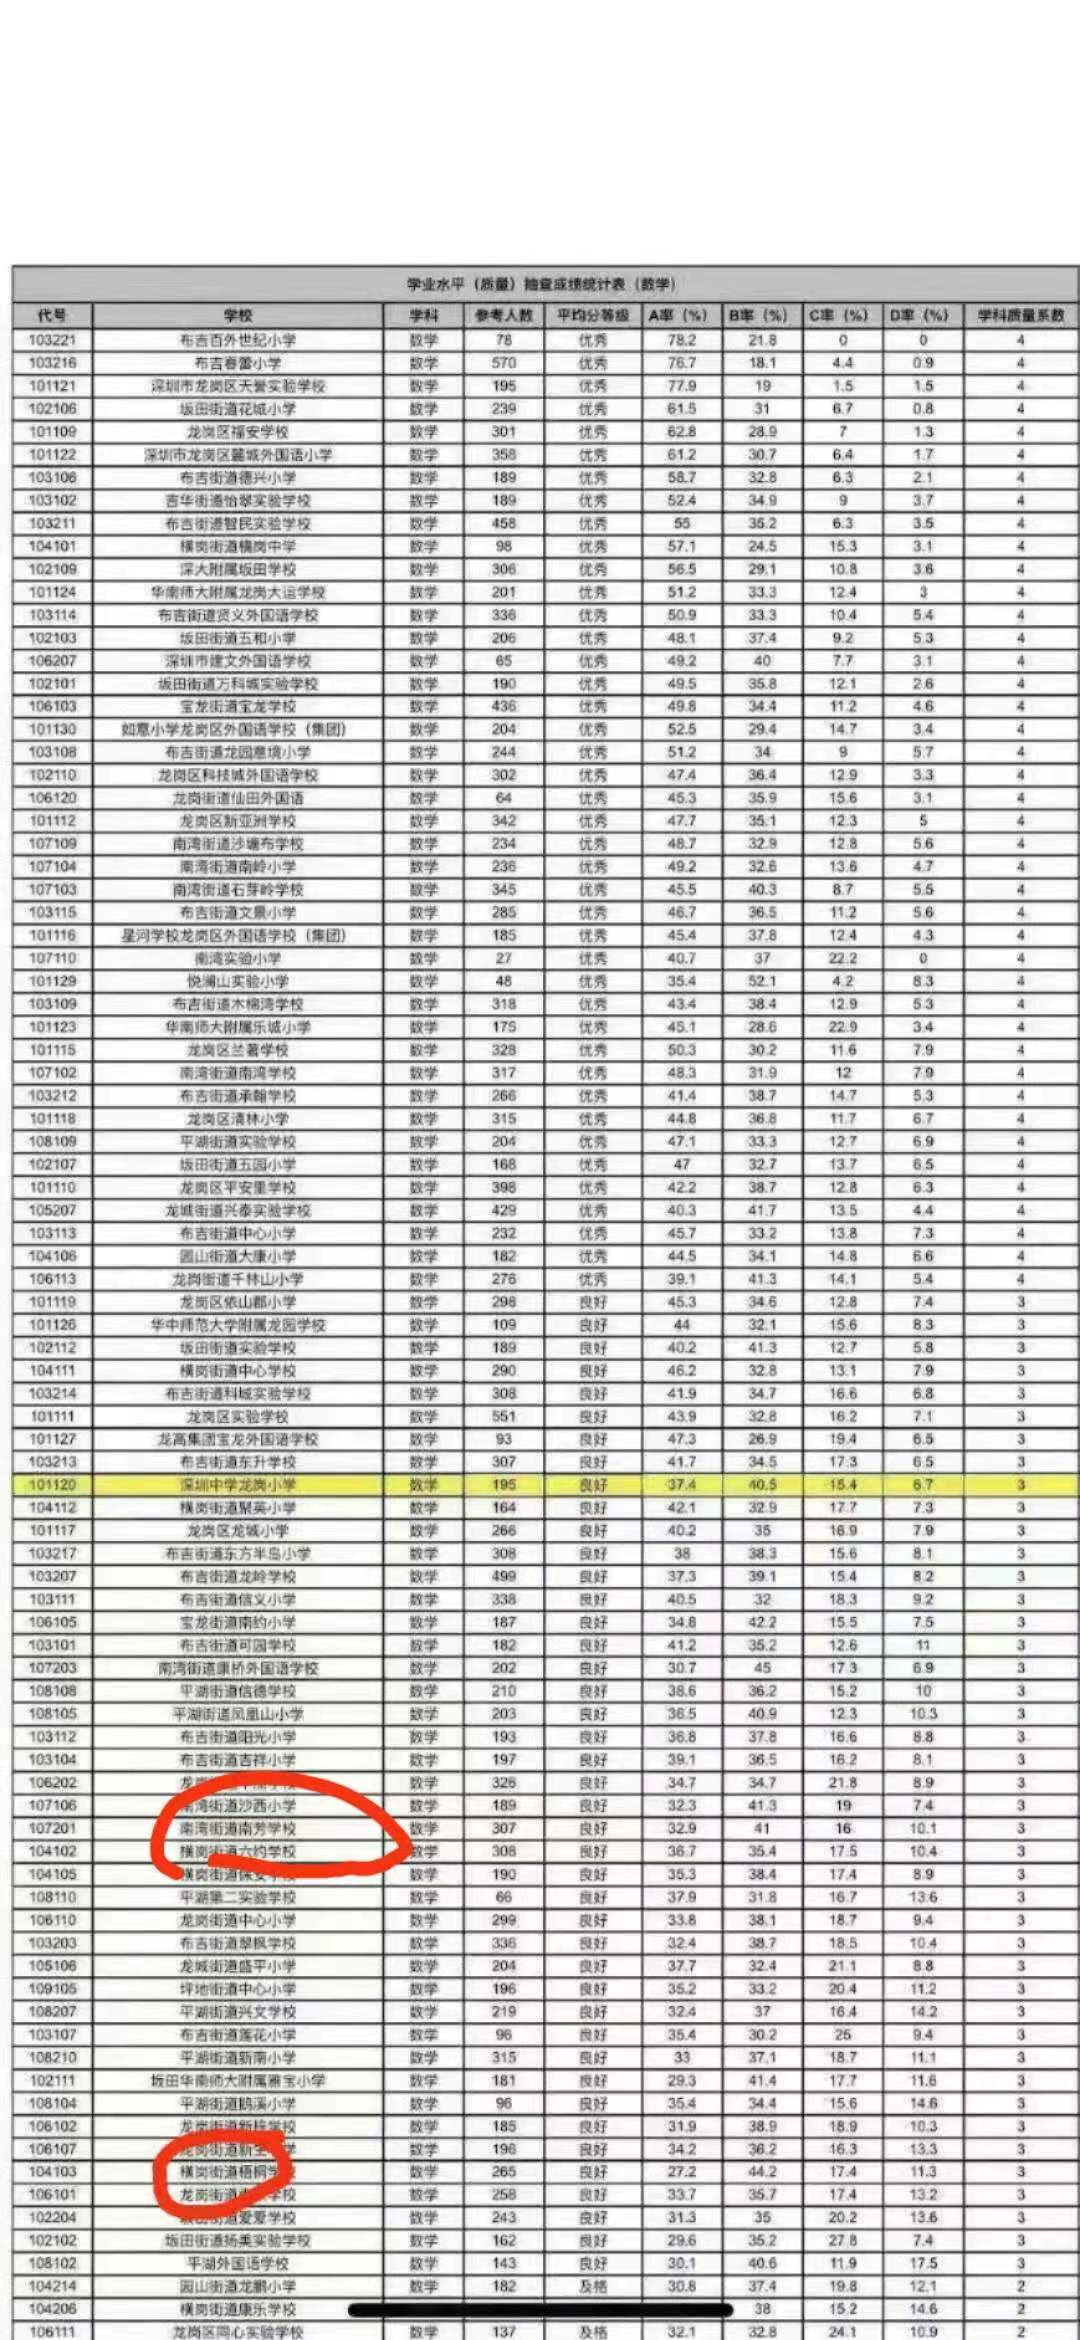 学业水平（质量）抽查成绩统计表（数学）
代号 学校 学科 参考人数 平均分等级 A率（%） B率（%） C率（%） D率（%） 学科质量系数
103221 布吉百外世纪小学 数学 78 优秀 78.2 21.8 0 0 4
103216 布吉春蕾小学 数学 570 优秀 76.7 18.1 4.4 0.9 4
101121 深圳市龙岗区天誉实验学校 数学 195 优秀 77.9 19 1.5 1.5 4
102106 坂田街道花城小学 数学 239 优秀 61.5 31 6.7 0.8 4
101109 龙岗区福安学校 数学 301 优秀 62.8 28.9 7 1.3 4
101122 深圳市龙岗区麓城外国语小学 数学 358 优秀 61.2 30.7 6.4 1.7 4
103106 布吉街道德兴小学 数学 189 优秀 58.7 32.8 6.3 2.1 4
103102 吉华街道怡翠实验学校 数学 189 优秀 52.4 34.9 9 3.7 4
103211 布吉街道智民实验学校 数学 458 优秀 55 35.2 6.3 3.5 4
104101 横岗街道横岗中学 数学 98 优秀 57.1 24.5 15.3 3.1 4
102109 深大附属坂田学校 数学 306 优秀 56.5 29.1 10.8 3.6 4
101124 华南师大附属龙岗大运学校 数学 201 优秀 51.2 33.3 12.4 3 4
103114 布吉街道贤义外国语学校 数学 336 优秀 50.9 33.3 10.4 5.4 4
102103 坂田街道五和小学 数学 206 优秀 48.1 37.4 9.2 5.3 4
106207 深圳市建文外国语学校 数学 65 优秀 49.2 40 7.7 3.1 4
102101 坂田街道万科城实验学校 数学 190 优秀 49.5 35.8 12.1 2.6 4
106103 宝龙街道宝龙学校 数学 436 优秀 49.8 34.4 11.2 4.6 4
101130 如意小学龙岗区外国语学校（集团） 数学 204 优秀 52.5 29.4 14.7 3.4 4
103108 布吉街道龙园意境小学 数学 244 优秀 51.2 34 9 5.7 4
102110 龙岗区科技城外国语学校 数学 302 优秀 47.4 36.4 12.9 3.3 4
106120 龙岗街道仙田外国语 数学 64 优秀 45.3 35.9 15.6 3.1 4
101112 龙岗区新亚洲学校 数学 342 优秀 47.7 35.1 12.3 5 4
107109 南湾街道沙塘布学校 数学 234 优秀 48.7 32.9 12.8 5.6 4
107104 南湾街道南岭小学 数学 236 优秀 49.2 32.6 13.6 4.7 4
107103 南湾街道石芽岭学校 数学 345 优秀 45.5 40.3 8.7 5.5 4
103115 布吉街道文景小学 数学 285 优秀 46.7 36.5 11.2 5.6 4
101116 星河学校龙岗区外国语学校（集团） 数学 185 优秀 45.4 37.8 12.4 4.3 4
107110 南湾实验小学 数学 27 优秀 40.7 37 22.2 0 4
101129 悦澜山实验小学 数学 48 优秀 35.4 52.1 4.2 8.3 4
103109 布吉街道木棉湾学校 数学 318 优秀 43.4 38.4 12.9 5.3 4
101123 华南师大附属乐城小学 数学 175 优秀 45.1 28.6 22.9 3.4 4
101115 龙岗区兰著学校 数学 328 优秀 50.3 30.2 11.6 7.9 4
107102 南湾街道南湾学校 数学 317 优秀 48.3 31.9 12 7.9 4
103212 布吉街道承翰学校 数学 266 优秀 41.4 38.7 14.7 5.3 4
101118 龙岗区清林小学 数学 315 优秀 44.8 36.8 11.7 6.7 4
108109 平湖街道实验学校 数学 204 优秀 47.1 33.3 12.7 6.9 4
102107 坂田街道五园小学 数学 168 优秀 47 32.7 13.7 6.5 4
101110 龙岗区平安里学校 数学 398 优秀 42.2 38.7 12.8 6.3 4
105207 龙城街道兴泰实验学校 数学 429 优秀 40.3 41.7 13.5 4.4 4
103113 布吉街道中心小学 数学 232 优秀 45.7 33.2 13.8 7.3 4
104106 园山街道大康小学 数学 182 优秀 44.5 34.1 14.8 6.6 4
106113 龙岗街道千林山小学 数学 276 优秀 39.1 41.3 14.1 5.4 4
101119 龙岗区依山郡小学 数学 298 良好 45.3 34.6 12.8 7.4 3
101126 华中师范大学附属龙园学校 数学 109 良好 44 32.1 15.6 8.3 3
102112 坂田街道实验学校 数学 189 良好 40.2 41.3 12.7 5.8 3
104111 横岗街道中心学校 数学 290 良好 46.2 32.8 13.1 7.9 3
103214 布吉街道科城实验学校 数学 308 良好 41.9 34.7 16.6 6.8 3
101111 龙岗区实验学校 数学 551 良好 43.9 32.8 16.2 7.1 3
101127 龙高集团宝龙外国语学校 数学 93 良好 47.3 26.9 19.4 6.5 3
103213 布吉街道东升学校 数学 307 良好 41.7 34.5 17.3 6.5 3
101120 深圳中学龙岗小学 数学 195 良好 37.4 40.5 15.4 6.7 3
104112 横岗街道聚英小学 数学 164 良好 42.1 32.9 17.7 7.3 3
101117 龙岗区龙城小学 数学 266 良好 40.2 35 16.9 7.9 3
103217 布吉街道东方半岛小学 数学 308 良好 38 38.3 15.6 8.1 3
103207 布吉街道龙岭学校 数学 499 良好 37.3 39.1 15.4 8.2 3
103111 布吉街道信义小学 数学 338 良好 40.5 32 18.3 9.2 3
106105 宝龙街道南约小学 数学 187 良好 34.8 42.2 15.5 7.5 3
103101 布吉街道可园学校 数学 182 良好 41.2 35.2 12.6 11 3
107203 南湾街道康桥外国语学校 数学 202 良好 30.7 45 17.3 6.9 3
108108 平湖街道信德学校 数学 210 良好 38.6 36.2 15.2 10 3
108105 平湖街道凤凰山小学 数学 203 良好 36.5 40.9 12.3 10.3 3
103112 布吉街道阳光小学 数学 193 良好 36.8 37.8 16.6 8.8 3
103104 布吉街道吉祥小学 数学 197 良好 39.1 36.5 16.2 8.1 3
106202 龙岗 数学 326 良好 34.7 34.7 21.8 8.9 3
107106 南湾街道沙西小学 数学 189 良好 32.3 41.3 19 7.4 3
107201 南湾街道南芳学校 数学 307 良好 32.9 41 16 10.1 3
104102 横岗街道六约学校 数学 308 良好 36.7 35.4 17.5 10.4 3
104105 横岗街道保安学校 数学 190 良好 35.3 38.4 17.4 8.9 3
108110 平湖第二实验学校 数学 66 良好 37.9 31.8 16.7 13.6 3
106110 龙岗街道中心小学 数学 299 良好 33.8 38.1 18.7 9.4 3
103203 布吉街道翠枫学校 数学 336 良好 32.4 38.7 18.5 10.4 3
105106 龙城街道盛平小学 数学 204 良好 37.7 32.4 21.1 8.8 3
109105 坪地街道中心小学 数学 196 良好 35.2 33.2 20.4 11.2 3
108207 平湖街道兴文学校 数学 219 良好 32.4 37 16.4 14.2 3
103107 布吉街道莲花小学 数学 96 良好 35.4 30.2 25 9.4 3
108210 平湖街道新南小学 数学 315 良好 33 37.1 18.7 11.1 3
102111 坂田华南师大附属雅宝小学 数学 181 良好 29.3 41.4 17.7 11.6 3
108104 平湖街道鹅溪小学 数学 96 良好 35.4 34.4 15.6 14.6 3
106102 龙岗街道新梓学校 数学 185 良好 31.9 38.9 18.9 10.3 3
106107 龙岗街道新生小学 数学 196 良好 34.2 36.2 16.3 13.3 3
104103 横岗街道梧桐学 数学 265 良好 27.2 44.2 17.4 11.3 3
106101 龙岗街道 学校 数学 258 良好 33.7 35.7 17.4 13.2 3
102204 坂田街道爱爱学校 数学 243 良好 31.3 35 20.2 13.6 3
102102 坂田街道扬美实验学校 数学 162 良好 29.6 35.2 27.8 7.4 3
108102 平湖外国语学校 数学 143 良好 30.1 40.6 11.9 17.5 3
104214 园山街道龙鹏小学 数学 182 及格 30.8 37.4 19.8 12.1 2
104206 横岗街道康乐学校 38 15.2 14.6 2
106111 龙岗区同心实验学校 数学 137 及格 32.1 32.8 24.1 10.9 2